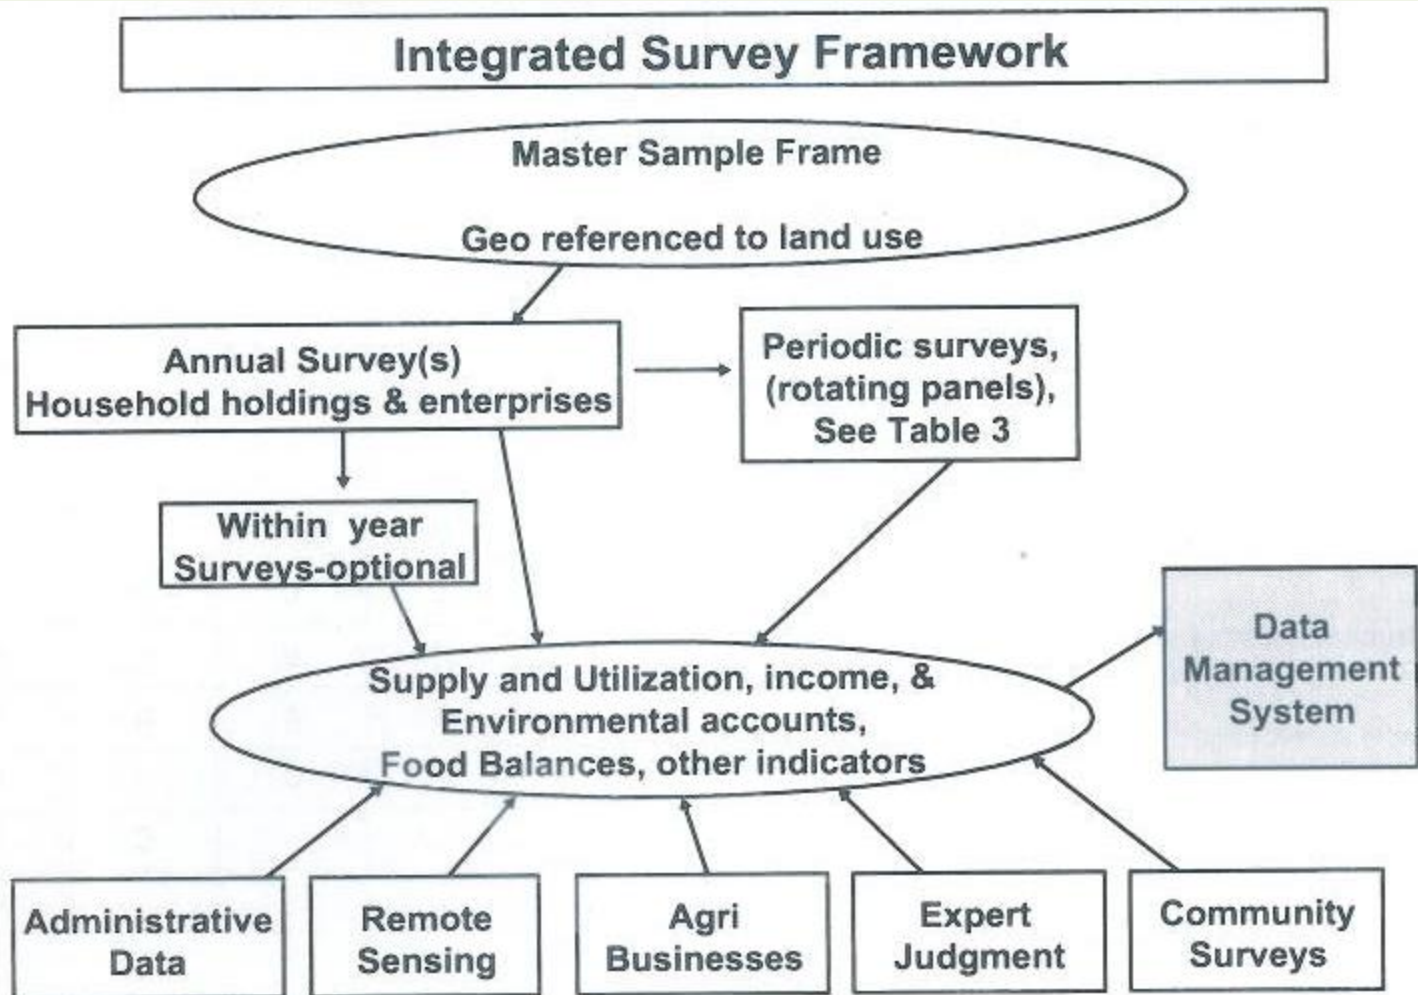 Integrated Survey Framework
Master Sample Frame
Geo referenced to land use
Annual Survey(s)
Household holdings & enterprises
Periodic surveys,
(rotating panels),
See Table 3
Within year
Surveys-optional
Supply and Utilization, income, &
Environmental accounts,
Food Balances, other indicators
Data
Management
System
Administrative
Data
Remote
Sensing
Agri
Businesses
Expert
Judgment
Community
Surveys